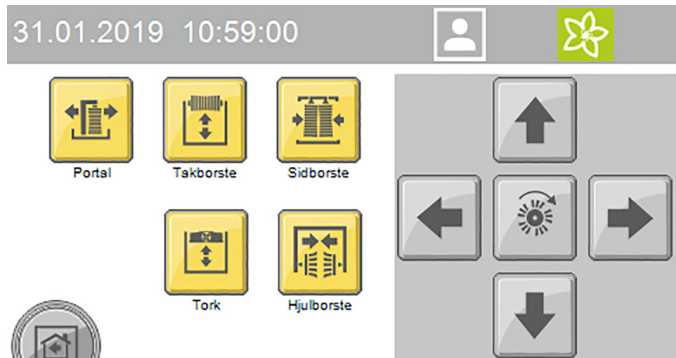 31.01.2019 10:59:00
Portal
Takborste
Sidborste
Tork
Hjulborste